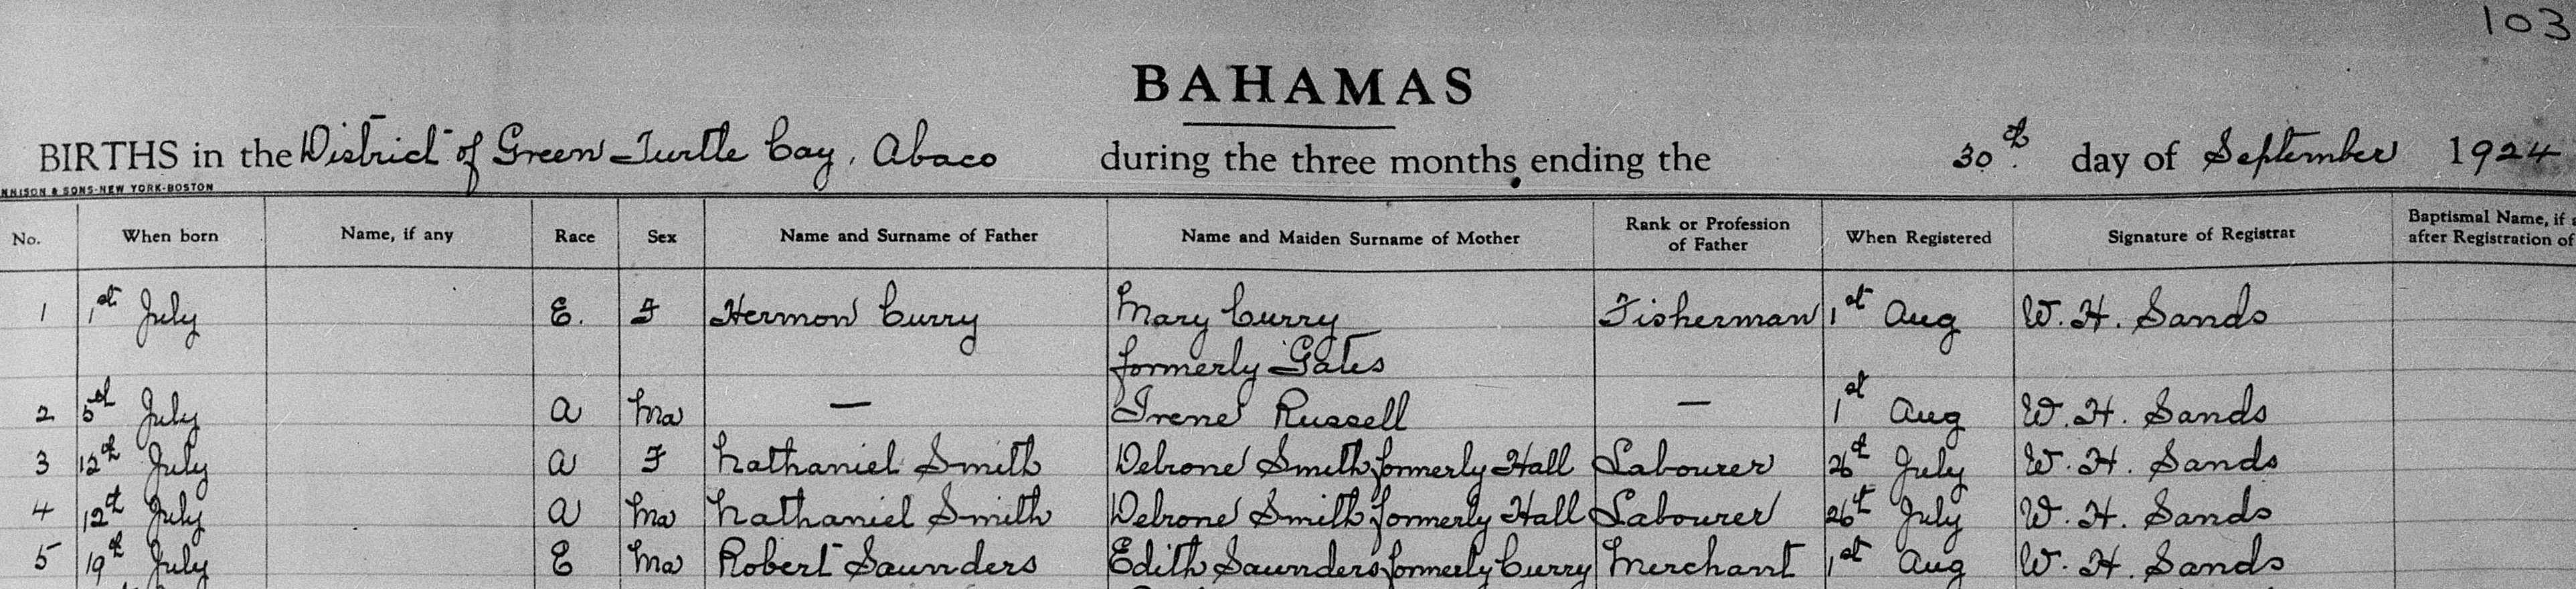 103
BAHAMAS
BIRTHS in the District of Green Turtle Cay, Abaco during the three months ending the 30th day of September 1924
NNISON & SONS-NEW YORK-BOSTON
No. When born Name, if any Race Sex Name and Surname of Father Name and Maiden Surname of Mother Rank or Profession of Father When Registered Signature of Registrar Baptismal Name, if a after Registration of
1 1st July E. F Hermon Curry Mary Curry Fisherman 1st Aug W. H. Sands
formerly Gates
2 5th July A Ma — Irene Russell — 1st Aug W. H. Sands
3 12th July A F Nathaniel Smith Delrone Smith formerly Hall Labourer 26th July W. H. Sands
4 12th July A Ma Nathaniel Smith Delrone Smith formerly Hall Labourer 26th July W. H. Sands
5 19th July E Ma Robert Saunders Edith Saunders formerly Curry Merchant 1st Aug W. H. Sands